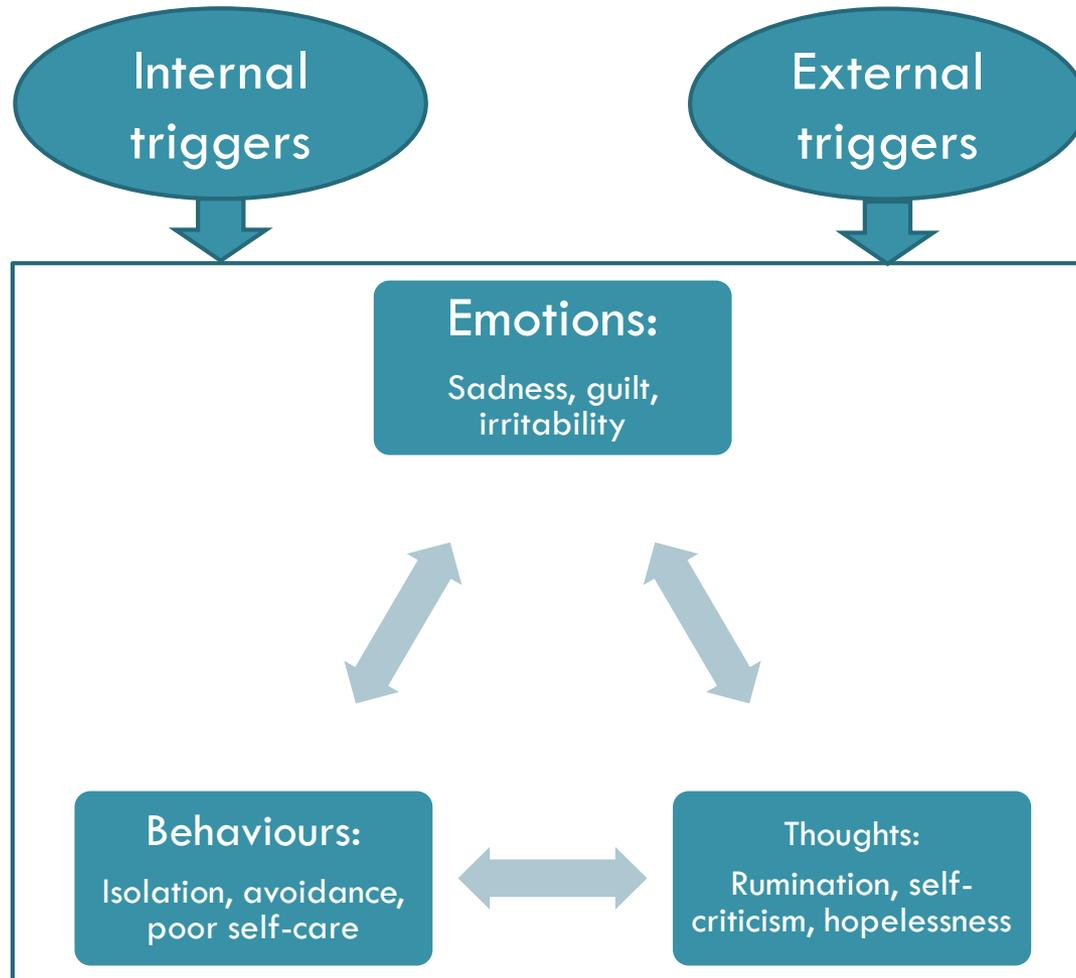 Internal
triggers
External
triggers
Emotions:
Sadness, guilt,
irritability
Behaviours:
Isolation, avoidance,
poor self-care
Thoughts:
Rumination, self-
criticism, hopelessness